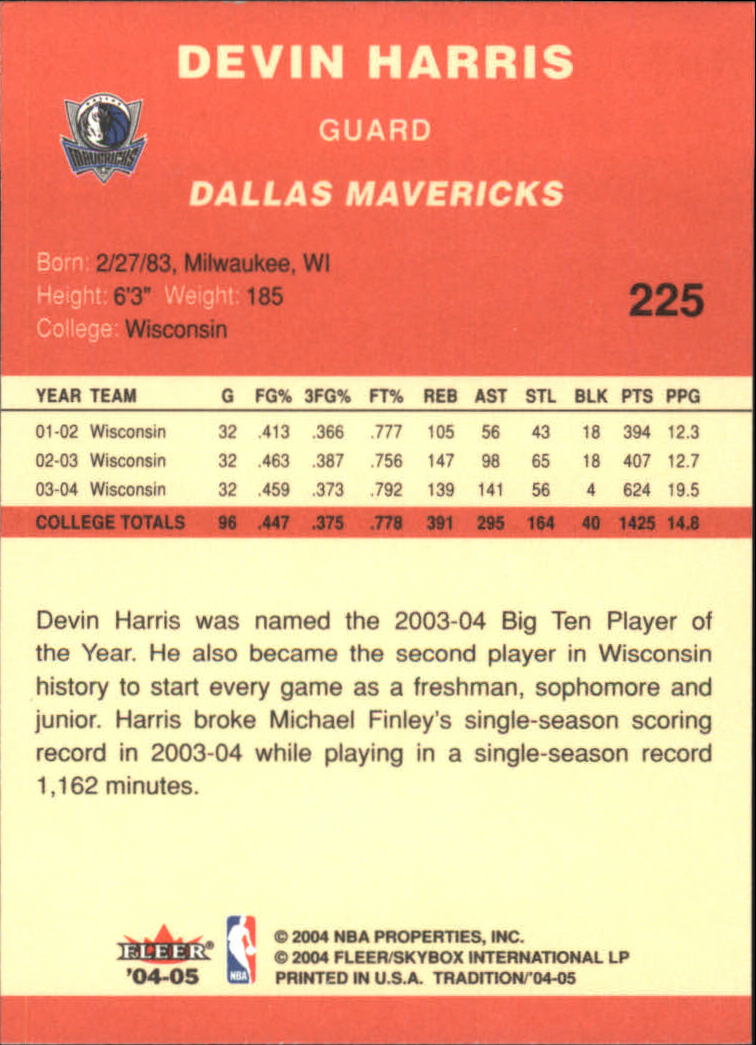 DEVIN HARRIS
GUARD
DALLAS MAVERICKS
MAVERICKS
Born: 2/27/83, Milwaukee, WI
Height: 6'3" Weight: 185
College: Wisconsin
225
YEAR TEAM G FG% 3FG% FT% REB AST STL BLK PTS PPG
01-02 Wisconsin 32 .413 .366 .777 105 56 43 18 394 12.3
02-03 Wisconsin 32 .463 .387 .756 147 98 65 18 407 12.7
03-04 Wisconsin 32 .459 .373 .792 139 141 56 4 624 19.5
COLLEGE TOTALS 96 .447 .375 .778 391 295 164 40 1425 14.8
Devin Harris was named the 2003-04 Big Ten Player of
the Year. He also became the second player in Wisconsin
history to start every game as a freshman, sophomore and
junior. Harris broke Michael Finley's single-season scoring
record in 2003-04 while playing in a single-season record
1,162 minutes.
FLEER®
'04-05
NBA
© 2004 NBA PROPERTIES, INC.
© 2004 FLEER/SKYBOX INTERNATIONAL LP
PRINTED IN U.S.A. TRADITION/'04-05